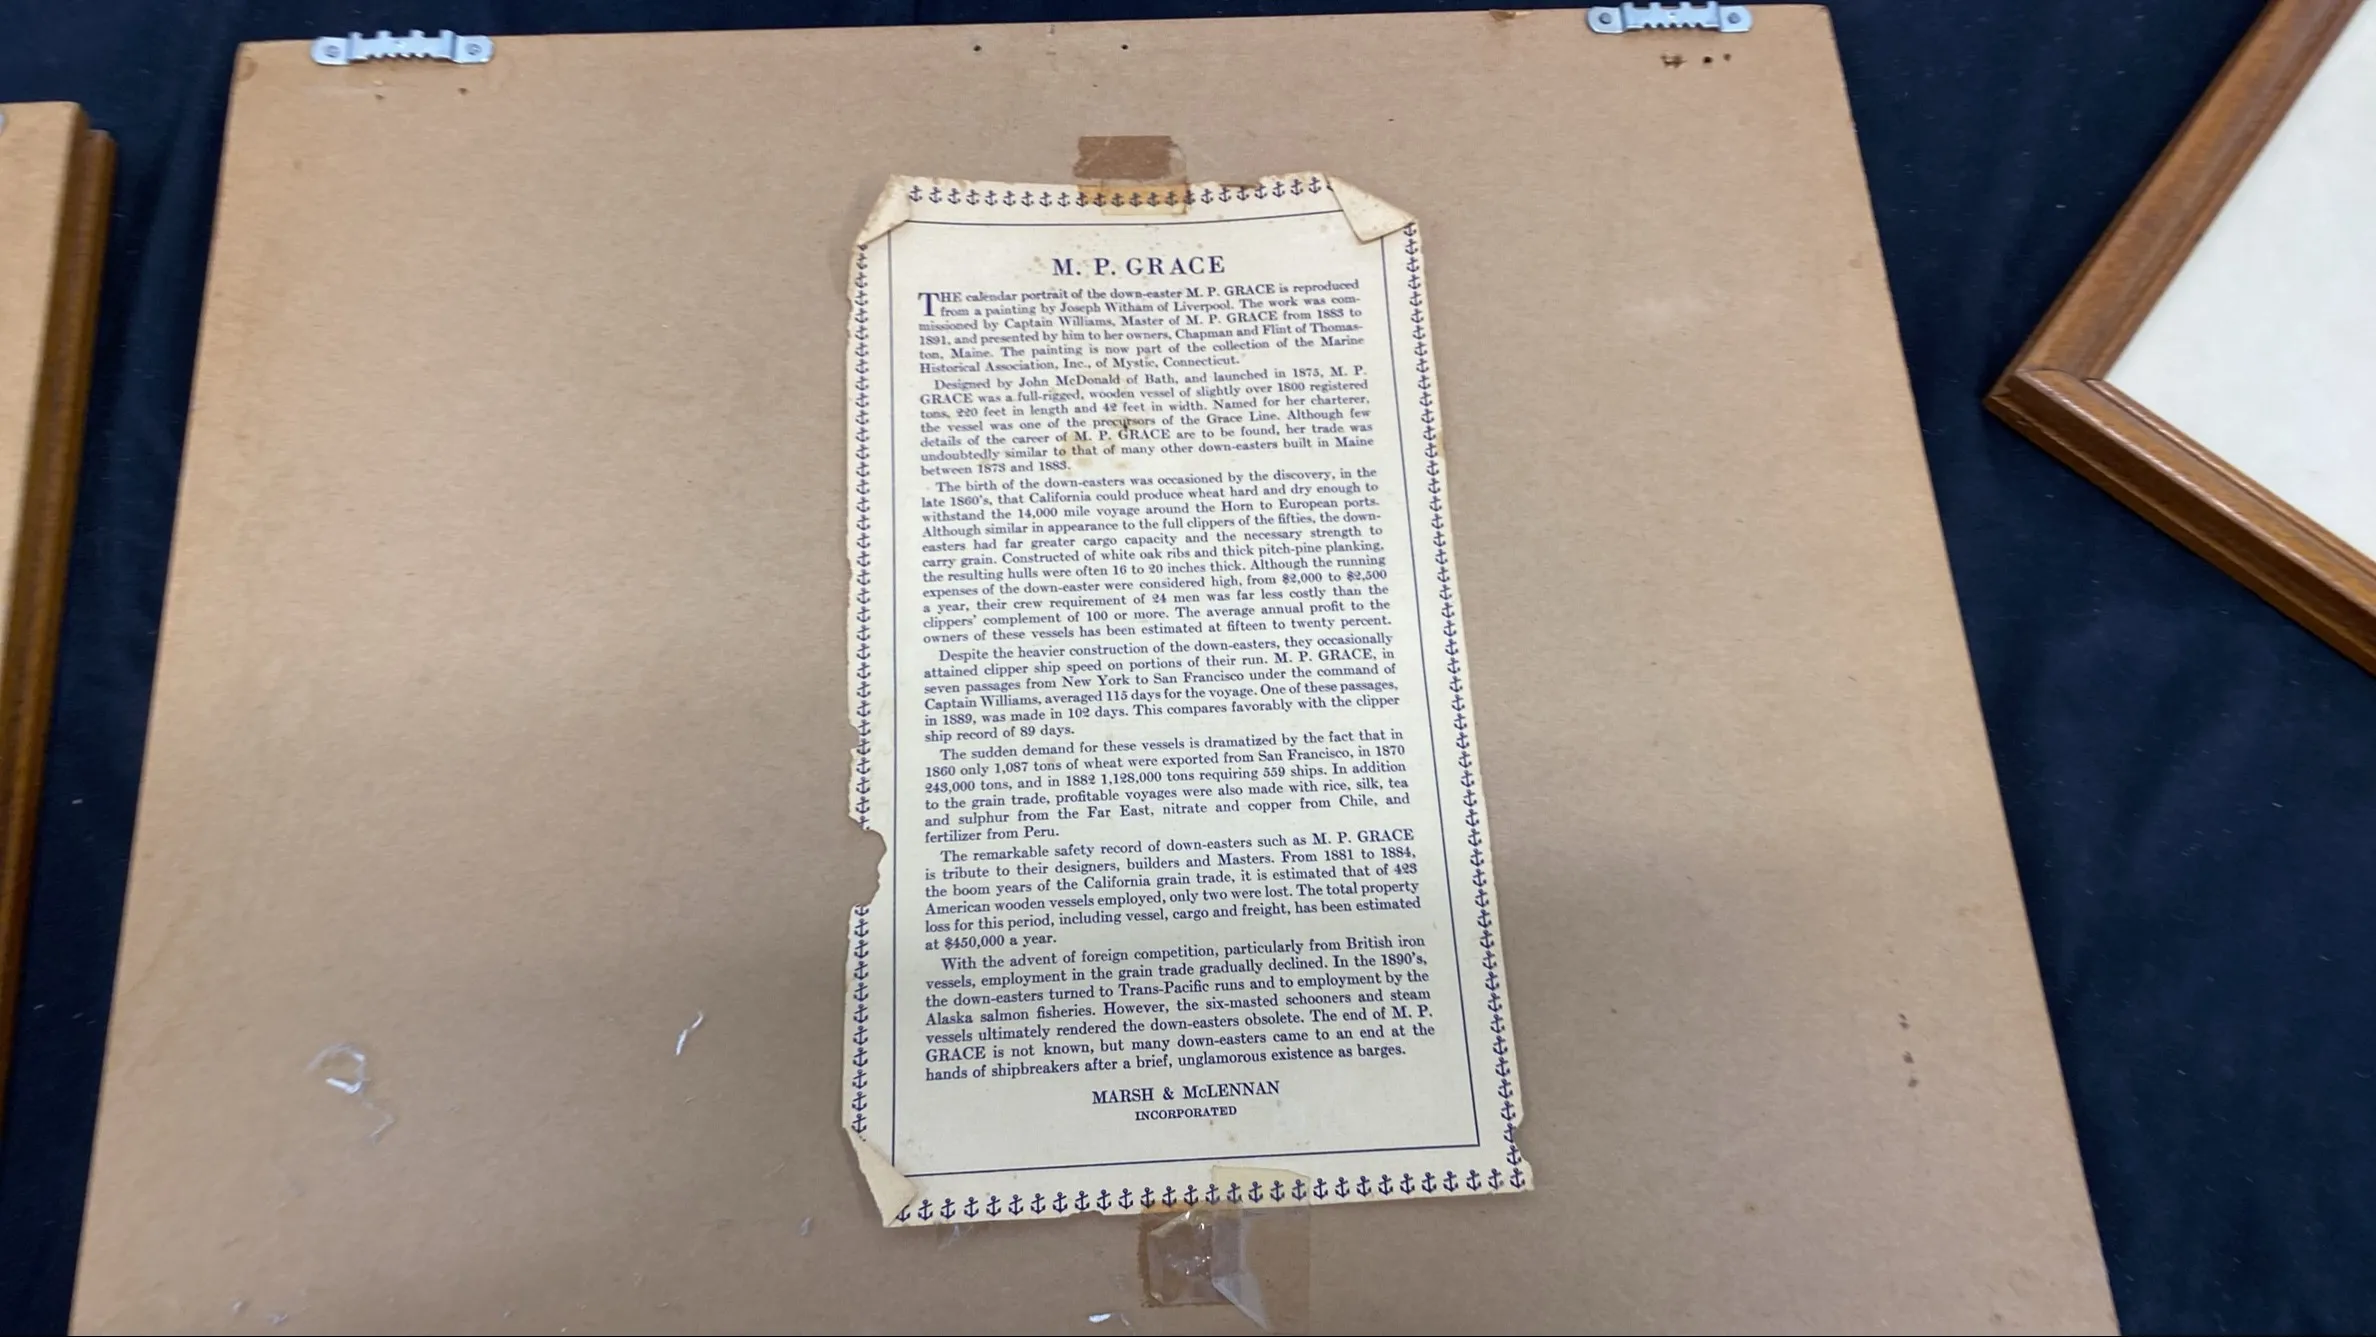 M. P. GRACE
THE calendar portrait of the down-easter M. P. GRACE is reproduced
from a painting by Joseph Witham of Liverpool. The work was com-
missioned by Captain Williams, Master of M. P. GRACE from 1883 to
1891, and presented by him to her owners, Chapman and Flint of Thomas-
ton, Maine. The painting is now part of the collection of the Marine
Historical Association, Inc., of Mystic, Connecticut.
Designed by John McDonald of Bath, and launched in 1875, M. P.
GRACE was a full-rigged, wooden vessel of slightly over 1800 registered
tons, 220 feet in length and 42 feet in width. Named for her charterer,
the vessel was one of the precursors of the Grace Line. Although few
details of the career of M. P. GRACE are to be found, her trade was
undoubtedly similar to that of many other down-easters built in Maine
between 1873 and 1883.
The birth of the down-easters was occasioned by the discovery, in the
late 1860's, that California could produce wheat hard and dry enough to
withstand the 14,000 mile voyage around the Horn to European ports.
Although similar in appearance to the full clippers of the fifties, the down-
easters had far greater cargo capacity and the necessary strength to
carry grain. Constructed of white oak ribs and thick pitch-pine planking,
the resulting hulls were often 16 to 20 inches thick. Although the running
expenses of the down-easter were considered high, from $2,000 to $2,500
a year, their crew requirement of 24 men was far less costly than the
clippers' complement of 100 or more. The average annual profit to the
owners of these vessels has been estimated at fifteen to twenty percent.
Despite the heavier construction of the down-easters, they occasionally
attained clipper ship speed on portions of their run. M. P. GRACE, in
seven passages from New York to San Francisco under the command of
Captain Williams, averaged 115 days for the voyage. One of these passages,
in 1889, was made in 102 days. This compares favorably with the clipper
ship record of 89 days.
The sudden demand for these vessels is dramatized by the fact that in
1860 only 1,087 tons of wheat were exported from San Francisco, in 1870
243,000 tons, and in 1882 1,128,000 tons requiring 559 ships. In addition
to the grain trade, profitable voyages were also made with rice, silk, tea
and sulphur from the Far East, nitrate and copper from Chile, and
fertilizer from Peru.
The remarkable safety record of down-easters such as M. P. GRACE
is tribute to their designers, builders and Masters. From 1881 to 1884,
the boom years of the California grain trade, it is estimated that of 423
American wooden vessels employed, only two were lost. The total property
loss for this period, including vessel, cargo and freight, has been estimated
at $450,000 a year.
With the advent of foreign competition, particularly from British iron
vessels, employment in the grain trade gradually declined. In the 1890's,
the down-easters turned to Trans-Pacific runs and to employment by the
Alaska salmon fisheries. However, the six-masted schooners and steam
vessels ultimately rendered the down-easters obsolete. The end of M. P.
GRACE is not known, but many down-easters came to an end at the
hands of shipbreakers after a brief, unglamorous existence as barges.
MARSH & McLENNAN
INCORPORATED